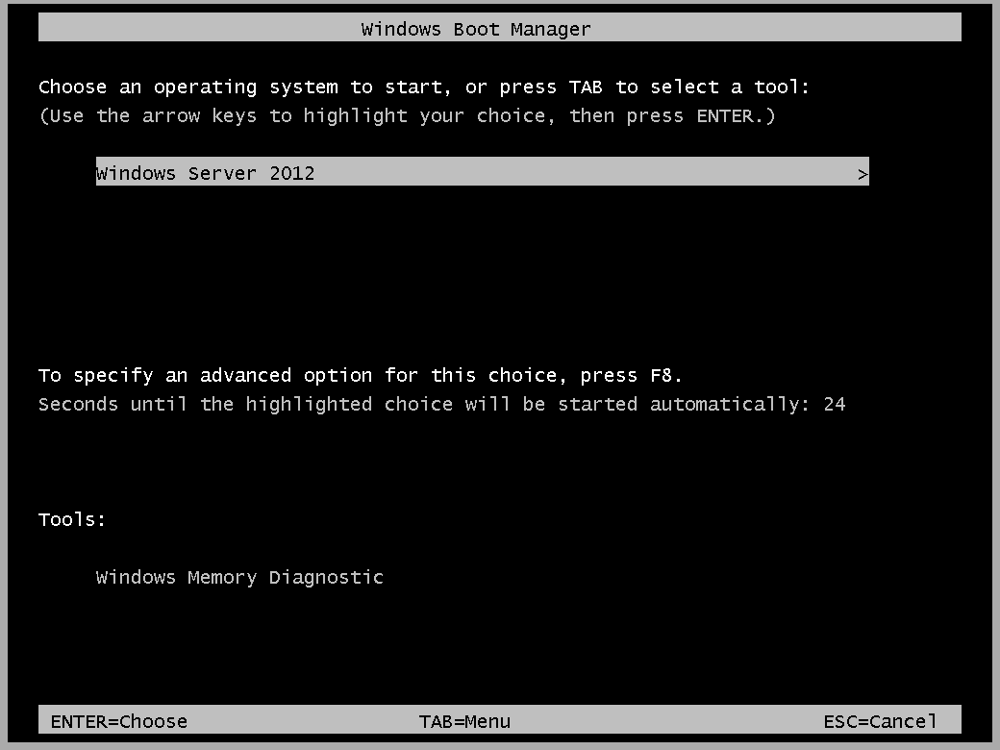 Windows Boot Manager
Choose an operating system to start, or press TAB to select a tool:
(Use the arrow keys to highlight your choice, then press ENTER.)
Windows Server 2012 >
To specify an advanced option for this choice, press F8.
Seconds until the highlighted choice will be started automatically: 24
Tools:
Windows Memory Diagnostic
ENTER=Choose TAB=Menu ESC=Cancel